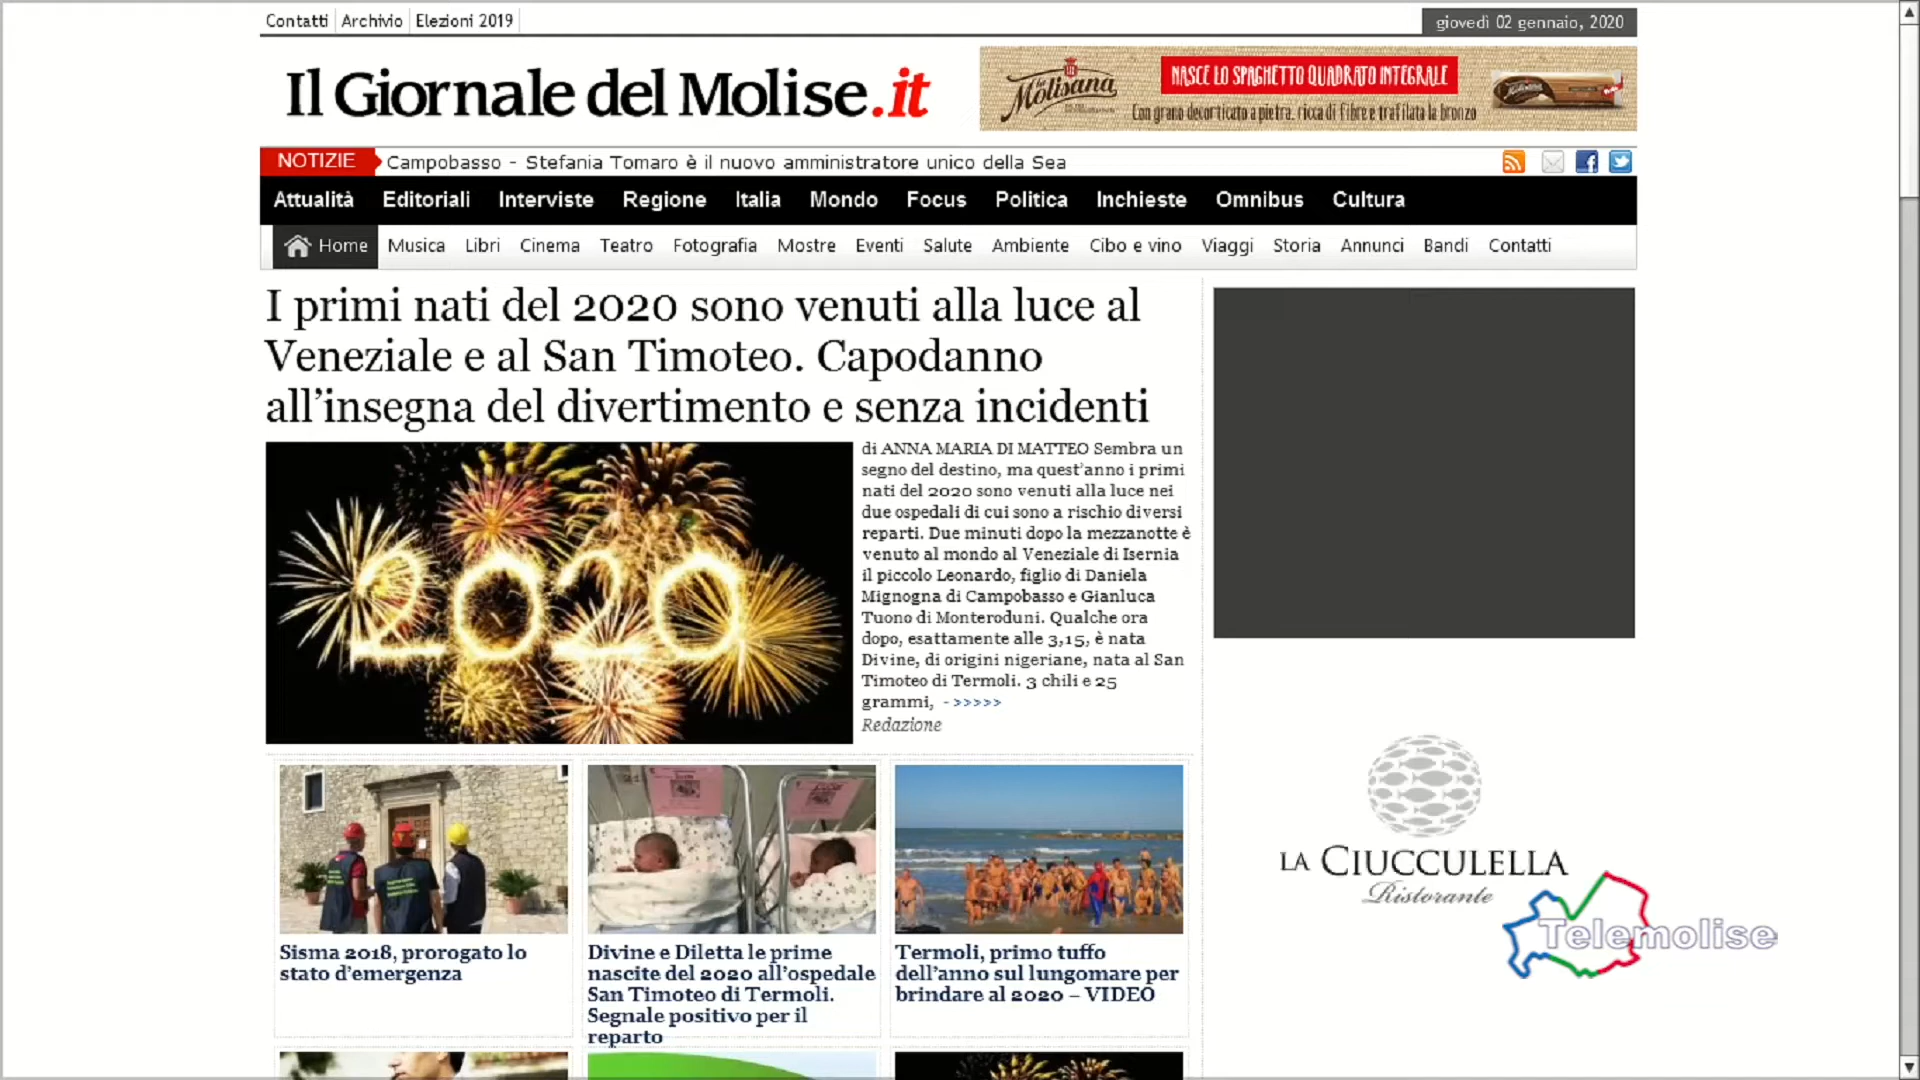 Contatti Archivio Elezioni 2019
giovedì 02 gennaio, 2020
Il Giornale del Molise.it
La Molisana
NASCE LO SPAGHETTO QUADRATO INTEGRALE
Con grano decorticato a pietra, ricca di fibre e trafilata la bronzo
NOTIZIE
Campobasso - Stefania Tomaro è il nuovo amministratore unico della Sea
Attualità Editoriali Interviste Regione Italia Mondo Focus Politica Inchieste Omnibus Cultura
Home Musica Libri Cinema Teatro Fotografia Mostre Eventi Salute Ambiente Cibo e vino Viaggi Storia Annunci Bandi Contatti
I primi nati del 2020 sono venuti alla luce al
Veneziale e al San Timoteo. Capodanno
all’insegna del divertimento e senza incidenti
2020
di ANNA MARIA DI MATTEO Sembra un
segno del destino, ma quest’anno i primi
nati del 2020 sono venuti alla luce nei
due ospedali di cui sono a rischio diversi
reparti. Due minuti dopo la mezzanotte è
venuto al mondo al Veneziale di Isernia
il piccolo Leonardo, figlio di Daniela
Mignogna di Campobasso e Gianluca
Tuono di Monteroduni. Qualche ora
dopo, esattamente alle 3,15, è nata
Divine, di origini nigeriane, nata al San
Timoteo di Termoli. 3 chili e 25
grammi, ->>>>>
Redazione
Sisma 2018, prorogato lo
stato d’emergenza
Divine e Diletta le prime
nascite del 2020 all’ospedale
San Timoteo di Termoli.
Segnale positivo per il
reparto
Termoli, primo tuffo
dell’anno sul lungomare per
brindare al 2020 – VIDEO
LA CIUCCULELLA
Ristorante
Telemolise